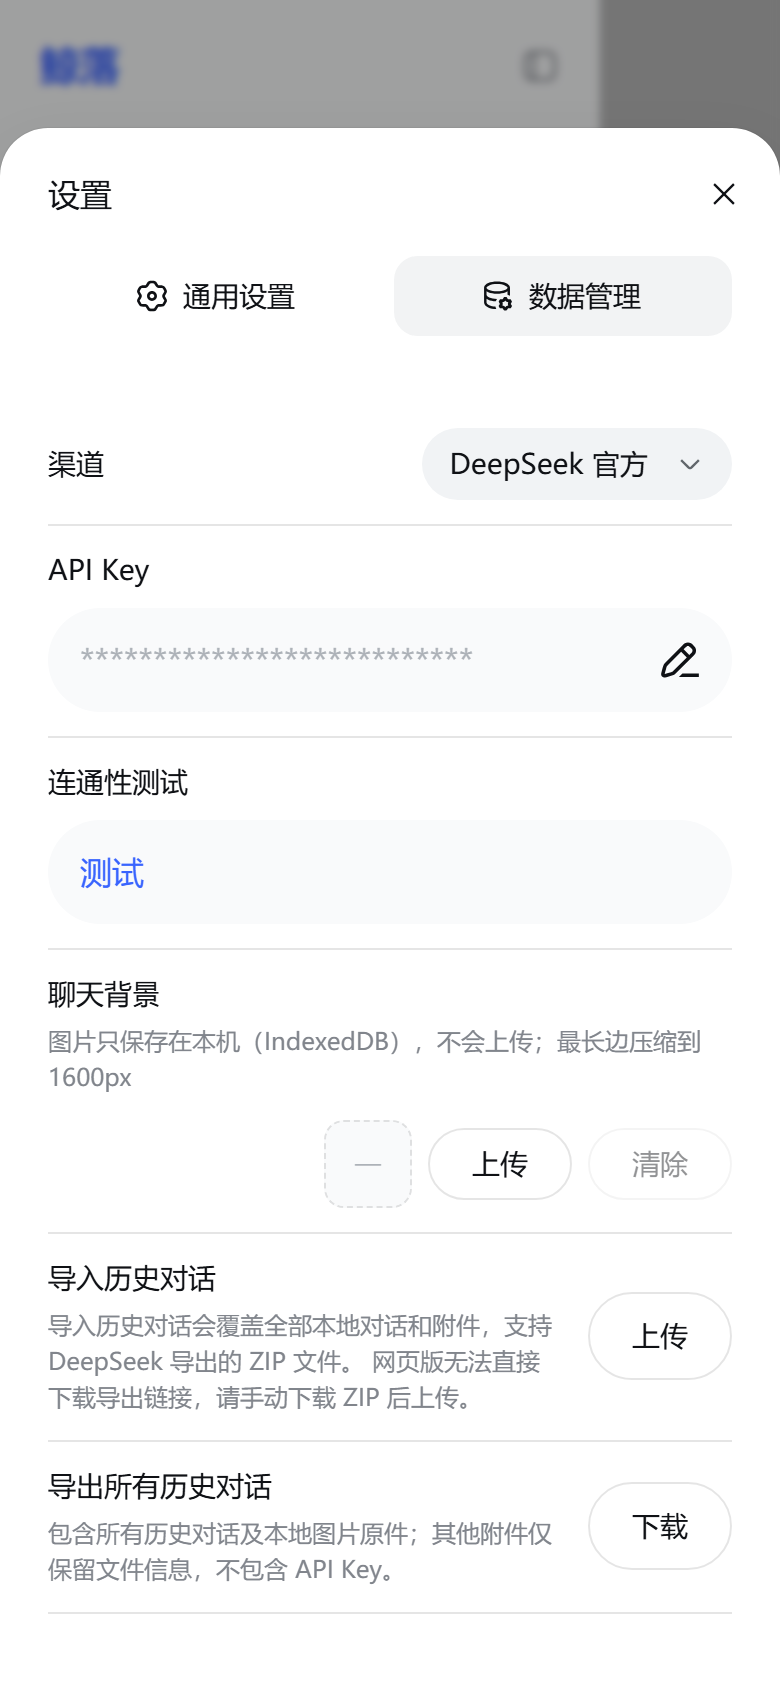 鲸落
设置
通用设置
数据管理
渠道
DeepSeek 官方
API Key
***************************
连通性测试
测试
聊天背景
图片只保存在本机（IndexedDB），不会上传；最长边压缩到
1600px
—
上传
清除
导入历史对话
导入历史对话会覆盖全部本地对话和附件，支持
DeepSeek 导出的 ZIP 文件。 网页版无法直接
下载导出链接，请手动下载 ZIP 后上传。
上传
导出所有历史对话
包含所有历史对话及本地图片原件；其他附件仅
保留文件信息，不包含 API Key。
下载